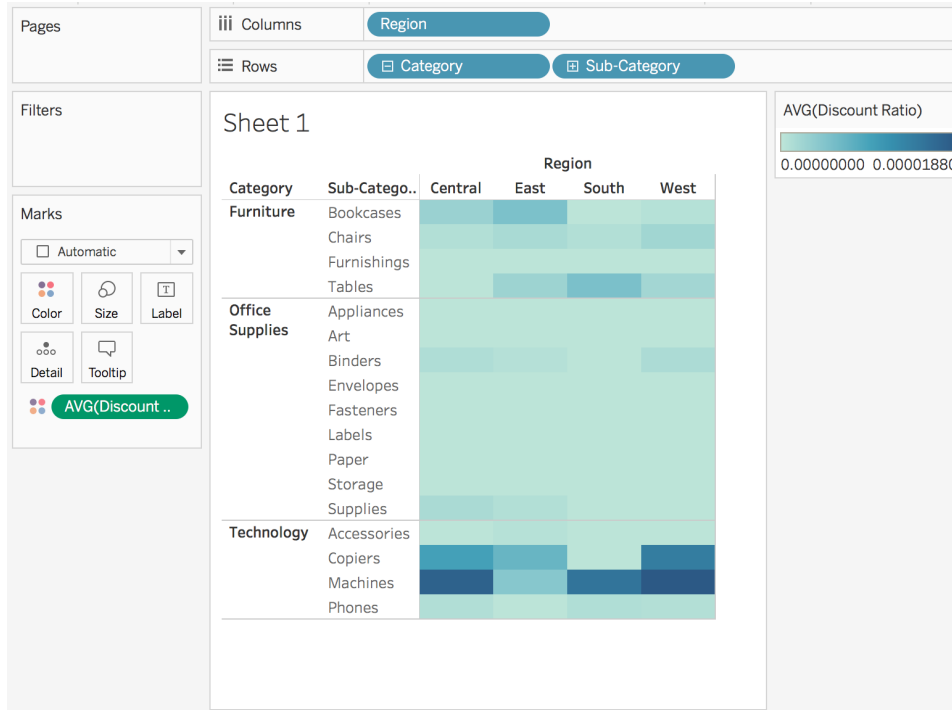 Pages
Columns
Region
Rows
Category
Sub-Category
Filters
Marks
Automatic
Color
Size
Label
Detail
Tooltip
AVG(Discount ..
Sheet 1
Region
Category Sub-Catego.. Central East South West
Furniture Bookcases
Chairs
Furnishings
Tables
Office
Supplies
Appliances
Art
Binders
Envelopes
Fasteners
Labels
Paper
Storage
Supplies
Technology Accessories
Copiers
Machines
Phones
AVG(Discount Ratio)
0.00000000 0.00001880